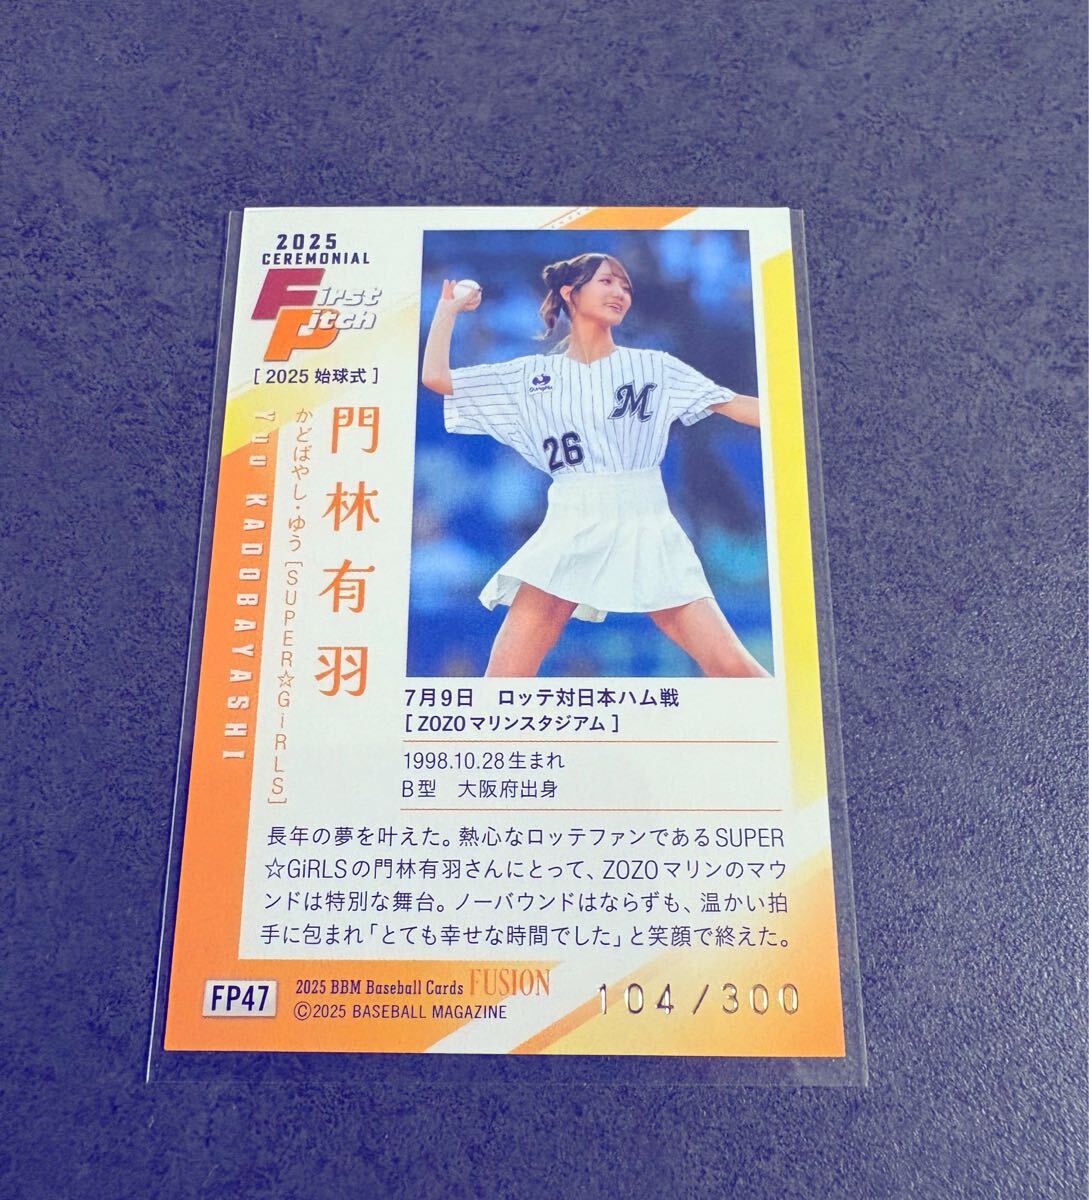 2025
CEREMONIAL
First
Pitch
[ 2025 始球式 ]
門林有羽
かどばやし・ゆう [SUPER☆GiRLS]
YUU KADOBAYASHI
SunghU
M
26
7月9日　ロッテ対日本ハム戦
[ ZOZOマリンスタジアム ]
1998.10.28生まれ
B型　大阪府出身
長年の夢を叶えた。熱心なロッテファンであるSUPER
☆GiRLSの門林有羽さんにとって、ZOZOマリンのマウ
ンドは特別な舞台。ノーバウンドはならずも、温かい拍
手に包まれ「とても幸せな時間でした」と笑顔で終えた。
FP47
2025 BBM Baseball Cards FUSION
©2025 BASEBALL MAGAZINE
104/300